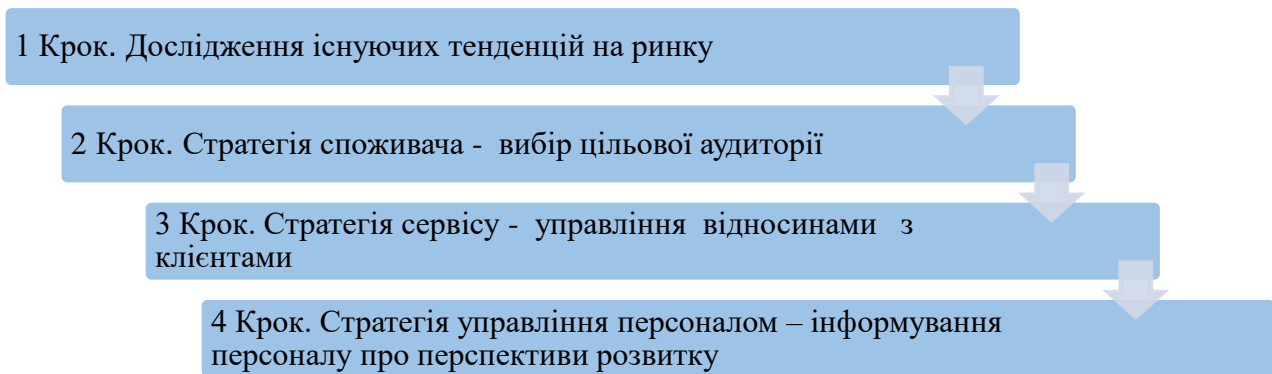 1 Крок. Дослідження існуючих тенденцій на ринку
2 Крок. Стратегія споживача - вибір цільової аудиторії
3 Крок. Стратегія сервісу - управління відносинами з
клієнтами
4 Крок. Стратегія управління персоналом – інформування
персоналу про перспективи розвитку